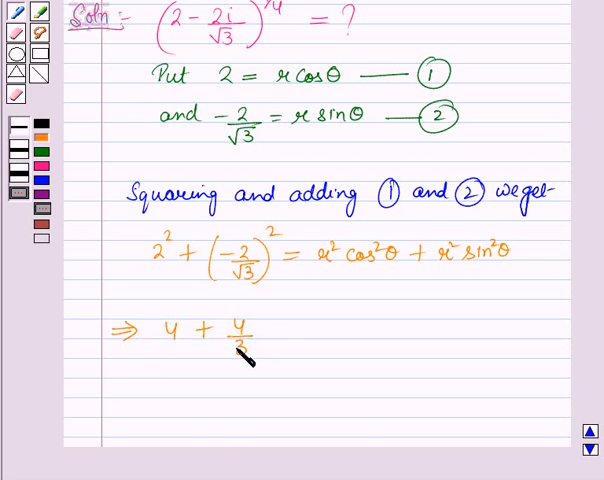 Soln :- (2 - 2i/√3)^1/4 = ?
Put 2 = r cosθ —— ①
and -2/√3 = r sinθ —— ②
Squaring and adding ① and ② we get-
2² + (-2/√3)² = r² cos²θ + r² sin²θ
⇒ 4 + 4/3